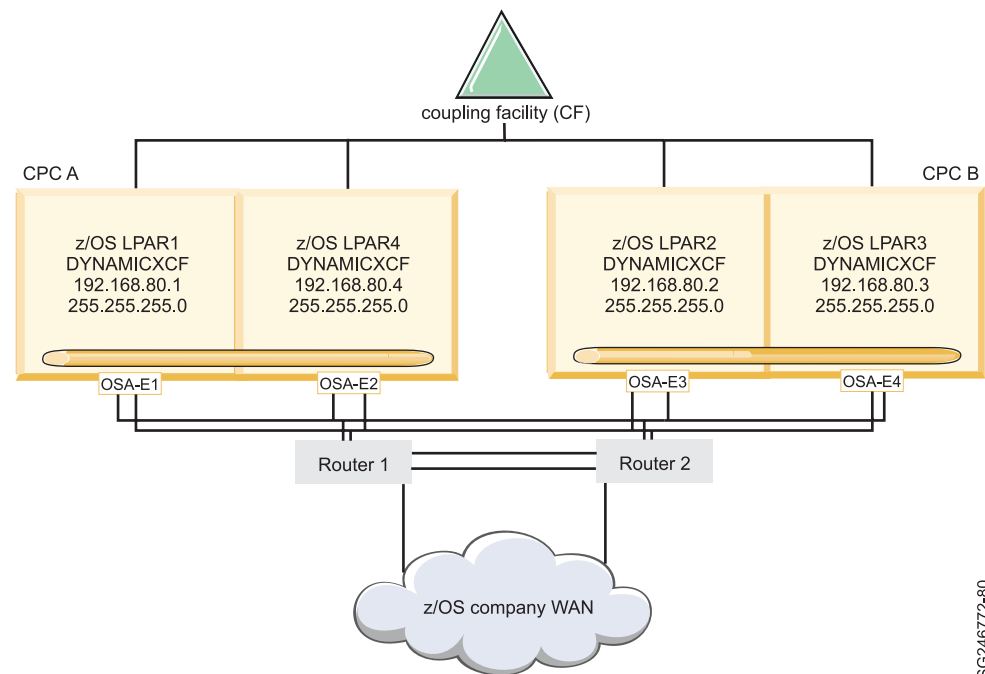 coupling facility (CF)
CPC A
CPC B
z/OS LPAR1
DYNAMICXCF
192.168.80.1
255.255.255.0
z/OS LPAR4
DYNAMICXCF
192.168.80.4
255.255.255.0
z/OS LPAR2
DYNAMICXCF
192.168.80.2
255.255.255.0
z/OS LPAR3
DYNAMICXCF
192.168.80.3
255.255.255.0
OSA-E1
OSA-E2
OSA-E3
OSA-E4
Router 1
Router 2
z/OS company WAN
SG246772-80